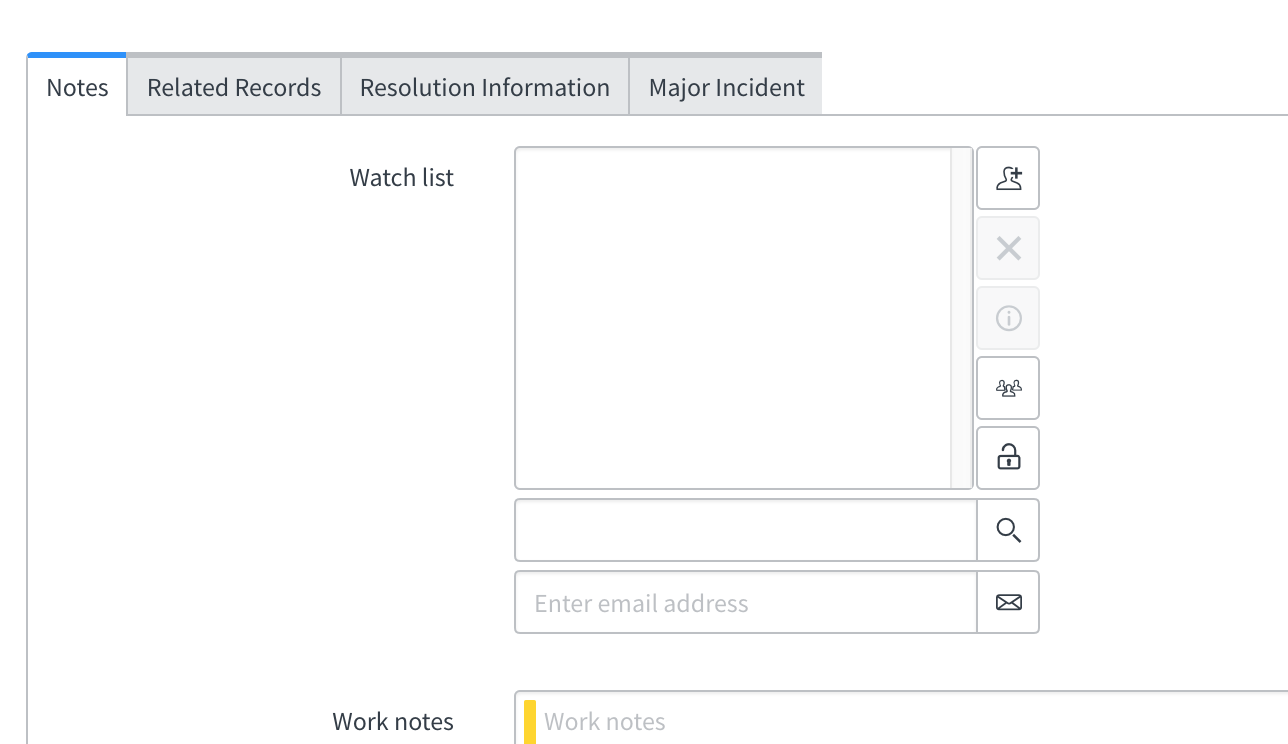 Notes
Related Records
Resolution Information
Major Incident
Watch list
Enter email address
Work notes
Work notes